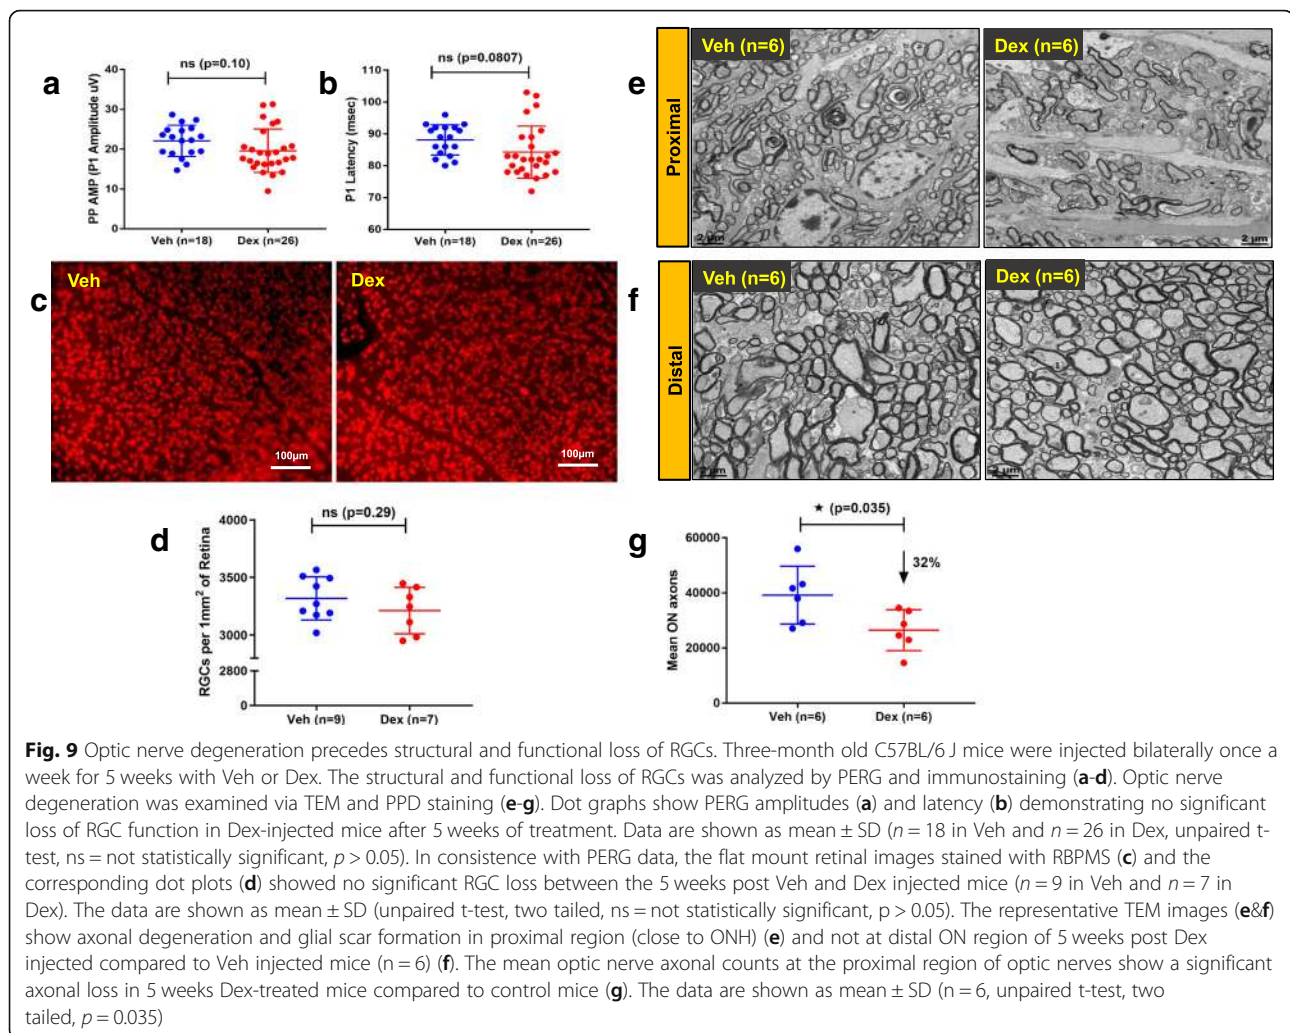 a
ns (p=0.10)
40
30
20
10
0
PP AMP (P1 Amplitude uV)
Veh (n=18)
Dex (n=26)
b
ns (p=0.0807)
110
100
90
80
70
60
P1 Latency (msec)
Veh (n=18)
Dex (n=26)
e
Proximal
Veh (n=6)
2 µm
Dex (n=6)
2 µm
c
Veh
100µm
Dex
100µm
f
Distal
Veh (n=6)
2 µm
Dex (n=6)
2 µm
d
ns (p=0.29)
4000
3500
3000
2800
0
RGCs per 1mm² of Retina
Veh (n=9)
Dex (n=7)
g
★ (p=0.035)
32%
60000
40000
20000
0
Mean ON axons
Veh (n=6)
Dex (n=6)
Fig. 9 Optic nerve degeneration precedes structural and functional loss of RGCs. Three-month old C57BL/6 J mice were injected bilaterally once a
week for 5 weeks with Veh or Dex. The structural and functional loss of RGCs was analyzed by PERG and immunostaining (a-d). Optic nerve
degeneration was examined via TEM and PPD staining (e-g). Dot graphs show PERG amplitudes (a) and latency (b) demonstrating no significant
loss of RGC function in Dex-injected mice after 5 weeks of treatment. Data are shown as mean ± SD (n = 18 in Veh and n = 26 in Dex, unpaired t-
test, ns = not statistically significant, p > 0.05). In consistence with PERG data, the flat mount retinal images stained with RBPMS (c) and the
corresponding dot plots (d) showed no significant RGC loss between the 5 weeks post Veh and Dex injected mice (n = 9 in Veh and n = 7 in
Dex). The data are shown as mean ± SD (unpaired t-test, two tailed, ns = not statistically significant, p > 0.05). The representative TEM images (e&f)
show axonal degeneration and glial scar formation in proximal region (close to ONH) (e) and not at distal ON region of 5 weeks post Dex
injected compared to Veh injected mice (n = 6) (f). The mean optic nerve axonal counts at the proximal region of optic nerves show a significant
axonal loss in 5 weeks Dex-treated mice compared to control mice (g). The data are shown as mean ± SD (n = 6, unpaired t-test, two
tailed, p = 0.035)